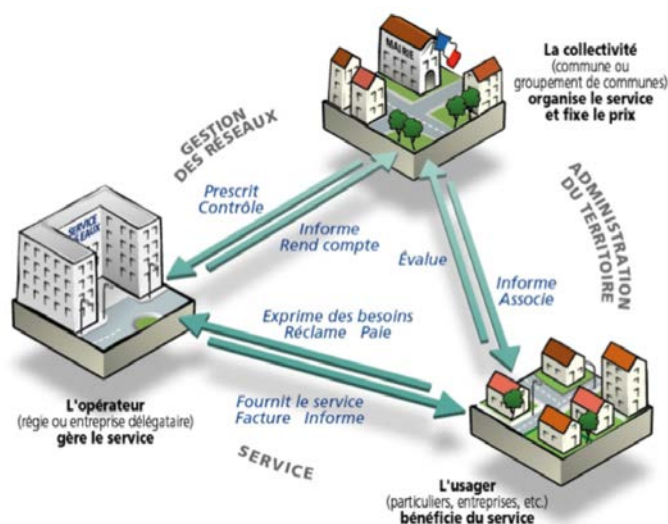 MAIRIE
La collectivité
(commune ou
groupement de communes)
organise le service
et fixe le prix
GESTION
DES RÉSEAUX
ADMINISTRATION
DU TERRITOIRE
Prescrit
Contrôle
Informe
Rend compte
Évalue
Informe
Associe
SERVICE
EAUX
Exprime des besoins
Réclame Paie
Fournit le service
Facture Informe
L'opérateur
(régie ou entreprise délégataire)
gère le service
SERVICE
L'usager
(particuliers, entreprises, etc.)
bénéficie du service